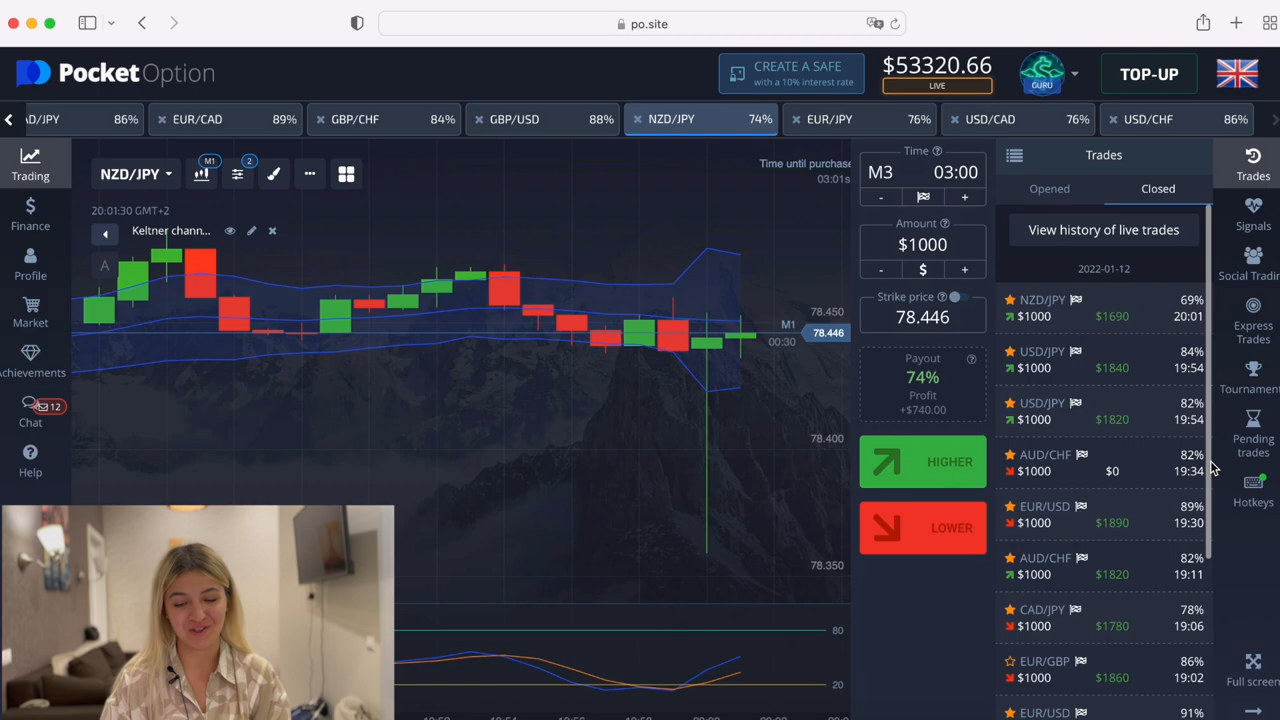 po.site
PocketOption
CREATE A SAFE
with a 10% interest rate
$53320.66
LIVE
GURU
TOP-UP
D/JPY 86%
EUR/CAD 89%
GBP/CHF 84%
GBP/USD 88%
NZD/JPY 74%
EUR/JPY 76%
USD/CAD 76%
USD/CHF 86%
Trading
Finance
Profile
Market
Achievements
Chat
12
Help
NZD/JPY
M1
2
20:01:30 GMT+2
Keltner chann...
A
Time until purchase
03:01
M1
00:30
78.450
78.446
78.400
78.350
80
20
Time
M3 03:00
- +
Amount
$1000
- $ +
Strike price
78.446
Payout
74%
Profit
+$740.00
HIGHER
LOWER
Trades
Opened
Closed
View history of live trades
2022-01-12
NZD/JPY 69%
$1000 $1690 20:01
USD/JPY 84%
$1000 $1840 19:54
USD/JPY 82%
$1000 $1820 19:54
AUD/CHF 82%
$1000 $0 19:34
EUR/USD 89%
$1000 $1890 19:30
AUD/CHF 82%
$1000 $1820 19:11
CAD/JPY 78%
$1000 $1780 19:06
EUR/GBP 86%
$1000 $1860 19:02
EUR/USD 91%
Trades
Signals
Social Tradin
Express
Trades
Tournament
Pending
trades
Hotkeys
Full screen